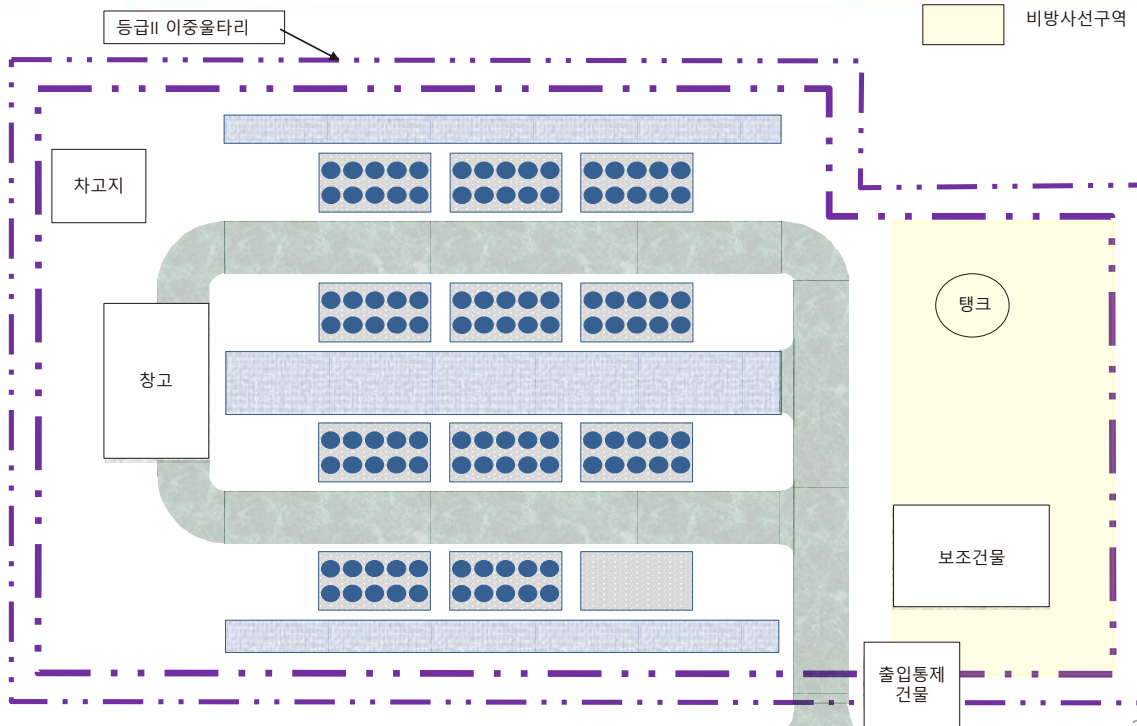 등급II 이중울타리
비방사선구역
차고지
탱크
창고
보조건물
출입통제
건물